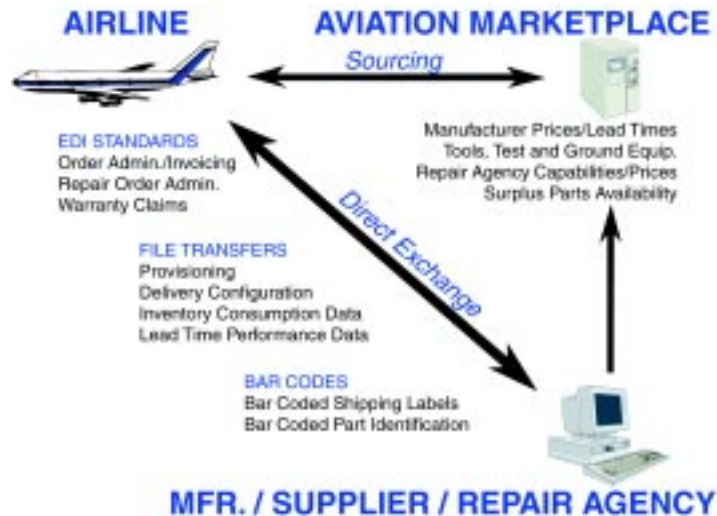 AIRLINE
AVIATION MARKETPLACE
Sourcing
Manufacturer Prices/Lead Times
Tools, Test and Ground Equip.
Repair Agency Capabilities/Prices
Surplus Parts Availability
EDI STANDARDS
Order Admin./Invoicing
Repair Order Admin.
Warranty Claims
Direct Exchange
FILE TRANSFERS
Provisioning
Delivery Configuration
Inventory Consumption Data
Lead Time Performance Data
BAR CODES
Bar Coded Shipping Labels
Bar Coded Part Identification
MFR. / SUPPLIER / REPAIR AGENCY